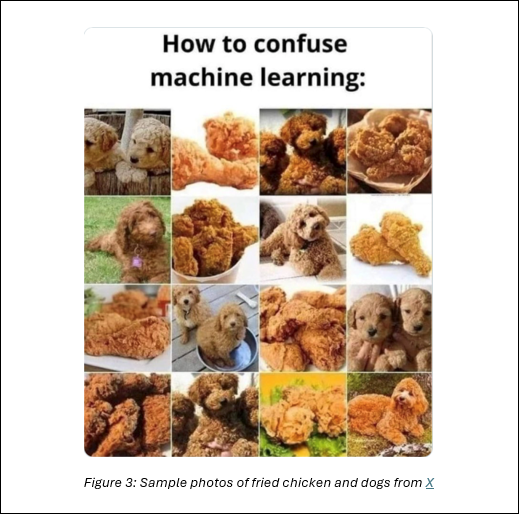 How to confuse
machine learning:
Figure 3: Sample photos of fried chicken and dogs from X